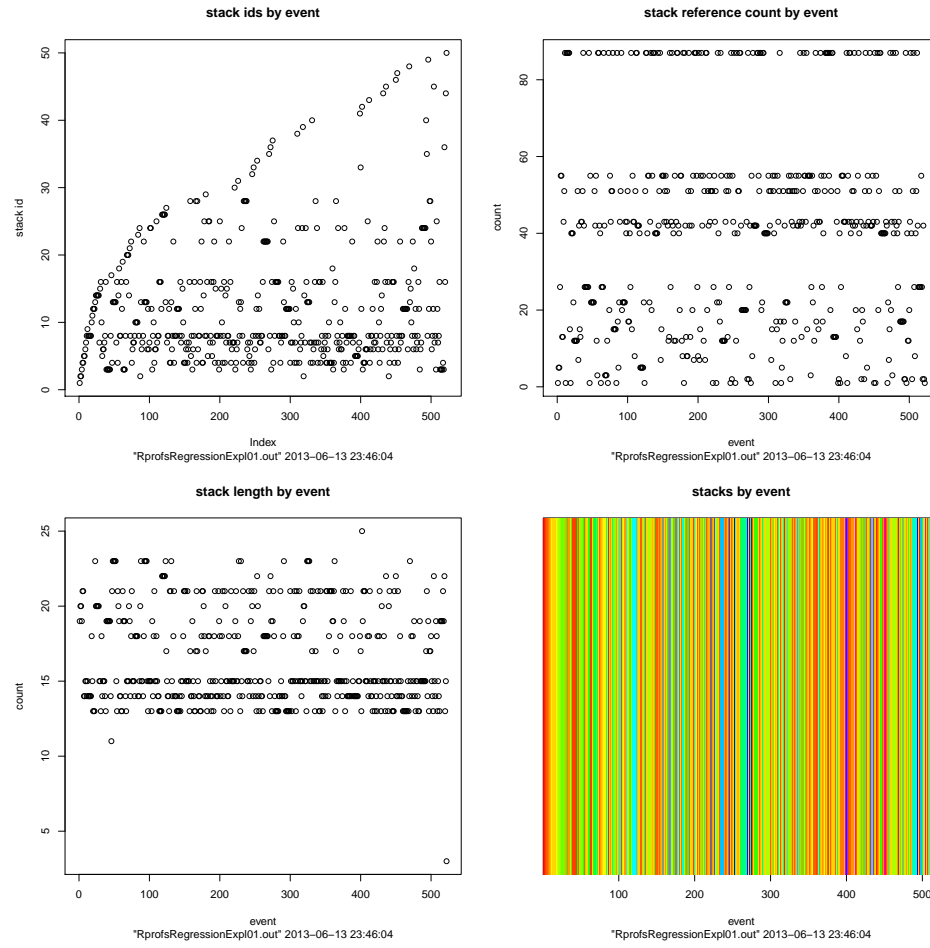 stack ids by event
stack id
0 10 20 30 40 50
0 100 200 300 400 500
Index
"RprofsRegressionExpl01.out" 2013−06−13 23:46:04
stack reference count by event
count
0 20 40 60 80
0 100 200 300 400 500
event
"RprofsRegressionExpl01.out" 2013−06−13 23:46:04
stack length by event
count
5 10 15 20 25
0 100 200 300 400 500
event
"RprofsRegressionExpl01.out" 2013−06−13 23:46:04
stacks by event
100 200 300 400 500
event
"RprofsRegressionExpl01.out" 2013−06−13 23:46:04